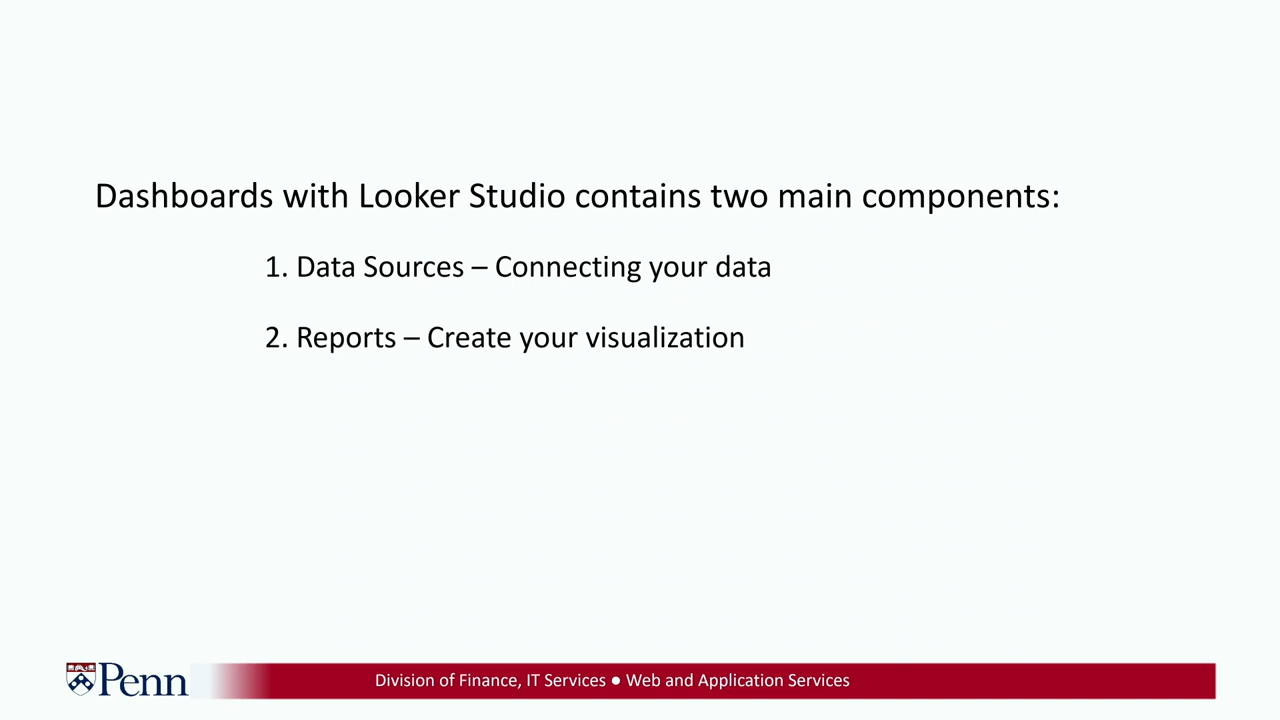 Dashboards with Looker Studio contains two main components:
1. Data Sources – Connecting your data
2. Reports – Create your visualization
Penn
Division of Finance, IT Services ● Web and Application Services